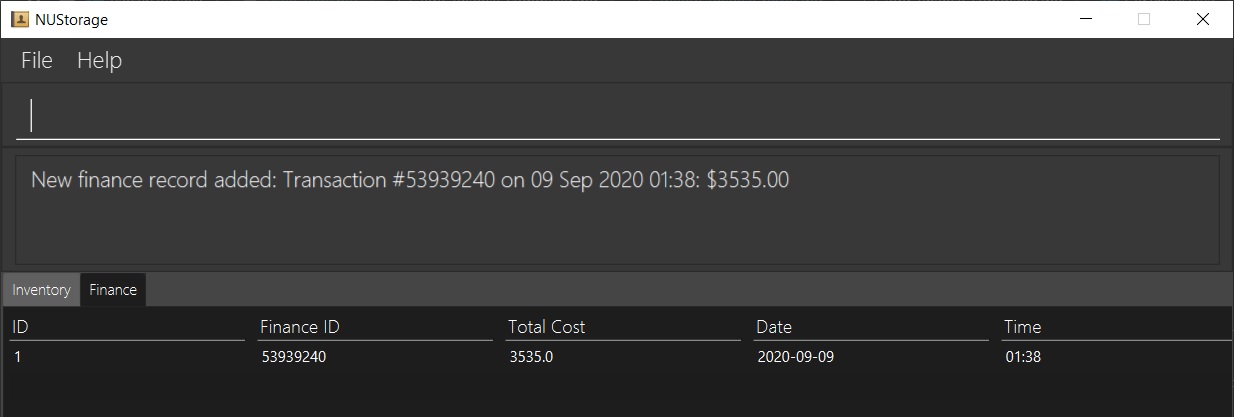 NUStorage
File Help
New finance record added: Transaction #53939240 on 09 Sep 2020 01:38: $3535.00
Inventory Finance
ID Finance ID Total Cost Date Time
1 53939240 3535.0 2020-09-09 01:38